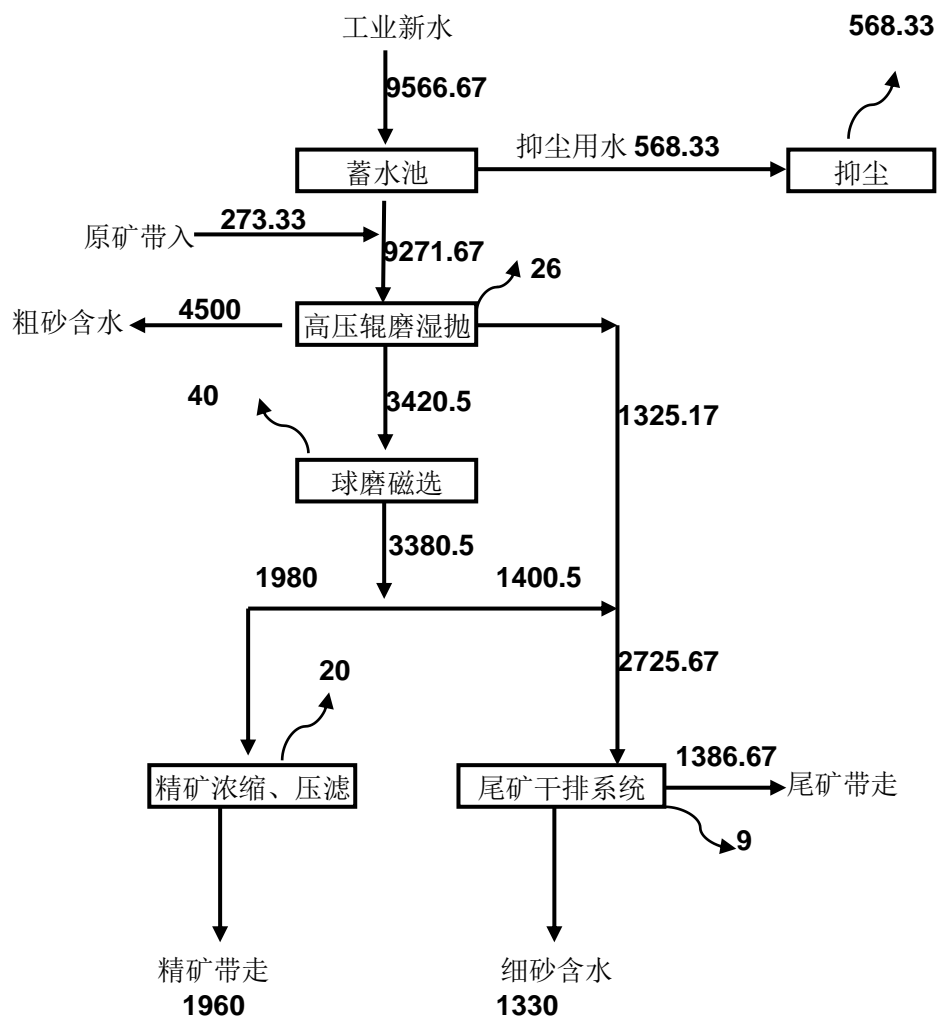 工业新水
568.33
9566.67
抑尘用水 568.33
蓄水池
抑尘
原矿带入
273.33
9271.67
26
粗砂含水
4500
高压辊磨湿抛
40
3420.5
1325.17
球磨磁选
3380.5
1980
1400.5
20
2725.67
1386.67
精矿浓缩、压滤
尾矿干排系统
尾矿带走
9
精矿带走
细砂含水
1960
1330